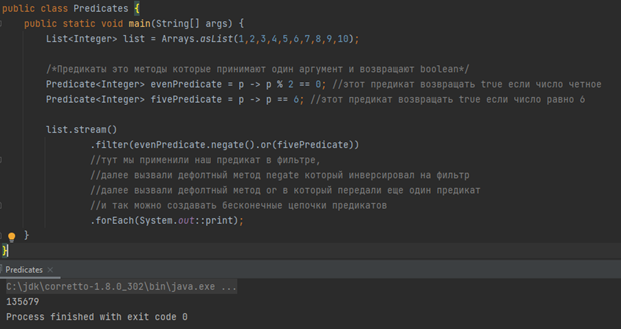 public class Predicates {
public static void main(String[] args) {
List<Integer> list = Arrays.asList(1,2,3,4,5,6,7,8,9,10);
/*Предикаты это методы которые принимают один аргумент и возвращают boolean*/
Predicate<Integer> evenPredicate = p -> p % 2 == 0; //этот предикат возвращать true если число четное
Predicate<Integer> fivePredicate = p -> p == 6; //этот предикат возвращать true если число равно 6
list.stream()
.filter(evenPredicate.negate().or(fivePredicate))
//тут мы применили наш предикат в фильтре,
//далее вызвали дефолтный метод negate который инверсировал на фильтр
//далее вызвали дефолтный метод or в который передали еще один предикат
//и так можно создавать бесконечные цепочки предикатов
.forEach(System.out::print);
}
}
Predicates ×
C:\jdk\corretto-1.8.0_302\bin\java.exe ...
135679
Process finished with exit code 0